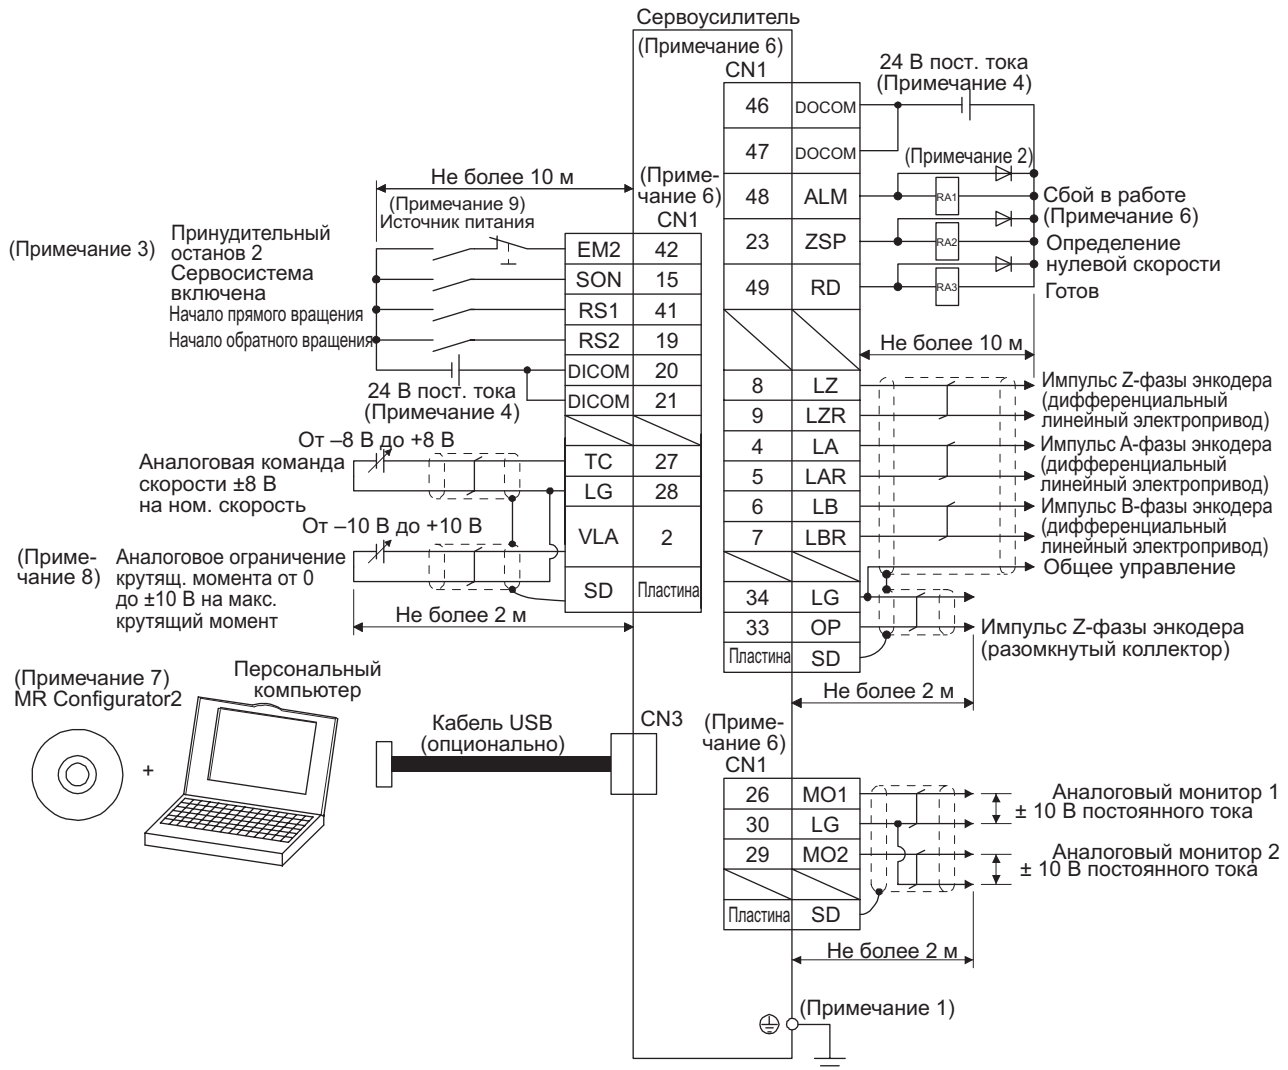 Сервоусилитель
(Примечание 6)
CN1
24 В пост. тока
(Примечание 4)
46 DOCOM
47 DOCOM
(Примечание 2)
48 ALM
RA1
Сбой в работе
(Примечание 6)
23 ZSP
RA2
Определение
нулевой скорости
49 RD
RA3
Готов
Не более 10 м
(Приме-
чание 6)
CN1
(Примечание 9)
Источник питания
(Примечание 3)
Принудительный
останов 2
EM2 42
Сервосистема
включена
SON 15
Начало прямого вращения
RS1 41
Начало обратного вращения
RS2 19
DICOM 20
24 В пост. тока
(Примечание 4)
DICOM 21
От –8 В до +8 В
Аналоговая команда
скорости ±8 В
на ном. скорость
TC 27
LG 28
От –10 В до +10 В
VLA 2
(Приме-
чание 8)
Аналоговое ограничение
крутящ. момента от 0
до ±10 В на макс.
крутящий момент
SD Пластина
Не более 2 м
Не более 10 м
8 LZ
9 LZR
Импульс Z-фазы энкодера
(дифференциальный
линейный электропривод)
4 LA
5 LAR
Импульс A-фазы энкодера
(дифференциальный
линейный электропривод)
6 LB
7 LBR
Импульс B-фазы энкодера
(дифференциальный
линейный электропривод)
Общее управление
34 LG
33 OP
Импульс Z-фазы энкодера
(разомкнутый коллектор)
Пластина SD
Не более 2 м
(Примечание 7)
MR Configurator2
+
Персональный
компьютер
Кабель USB
(опционально)
CN3
(Приме-
чание 6)
CN1
26 MO1
Аналоговый монитор 1
± 10 В постоянного тока
30 LG
29 MO2
Аналоговый монитор 2
± 10 В постоянного тока
Пластина SD
Не более 2 м
(Примечание 1)